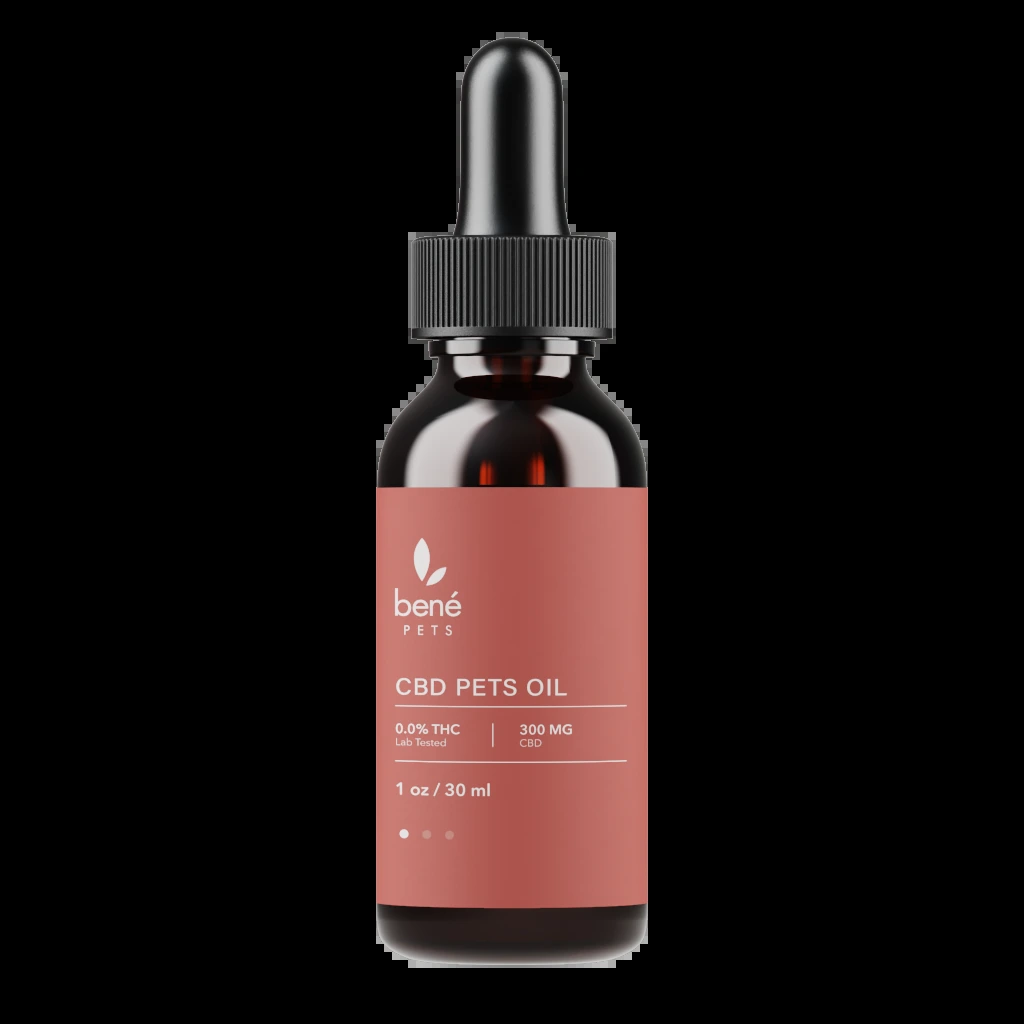 bené
PETS
CBD PETS OIL
0.0% THC
Lab Tested
300 MG
CBD
1 oz / 30 ml